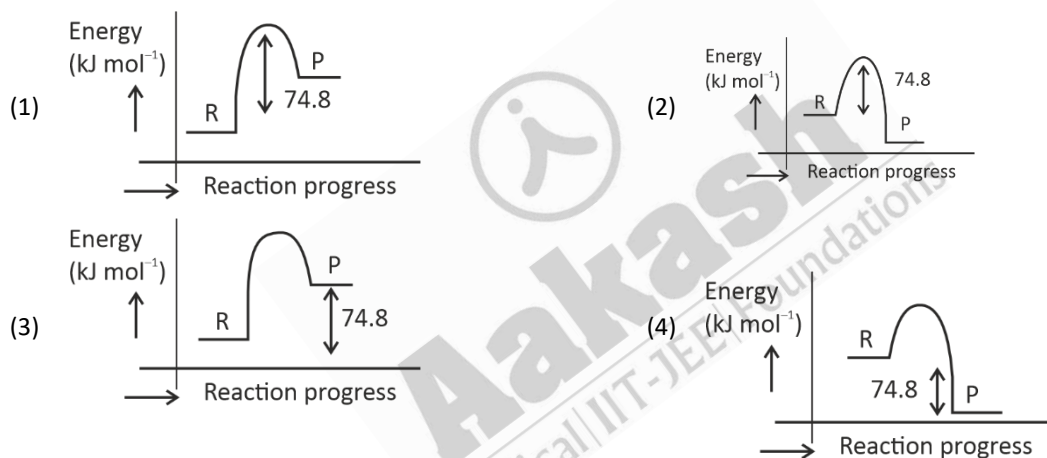 (1)
Energy
(kJ mol⁻¹)
R
P
74.8
Reaction progress
(2)
Energy
(kJ mol⁻¹)
R
P
74.8
Reaction progress
(3)
Energy
(kJ mol⁻¹)
R
P
74.8
Reaction progress
(4)
Energy
(kJ mol⁻¹)
R
P
74.8
Reaction progress
Aakash
IIT-JEE | Foundations